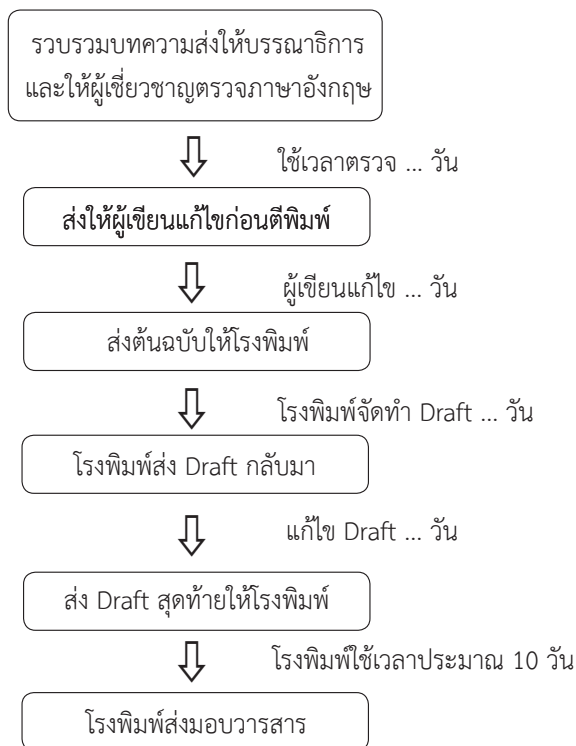 รวบรวมบทความส่งให้บรรณาธิการ
และให้ผู้เชี่ยวชาญตรวจภาษาอังกฤษ
ใช้เวลาตรวจ ... วัน
ส่งให้ผู้เขียนแก้ไขก่อนตีพิมพ์
ผู้เขียนแก้ไข ... วัน
ส่งต้นฉบับให้โรงพิมพ์
โรงพิมพ์จัดทำ Draft ... วัน
โรงพิมพ์ส่ง Draft กลับมา
แก้ไข Draft ... วัน
ส่ง Draft สุดท้ายให้โรงพิมพ์
โรงพิมพ์ใช้เวลาประมาณ 10 วัน
โรงพิมพ์ส่งมอบวารสาร